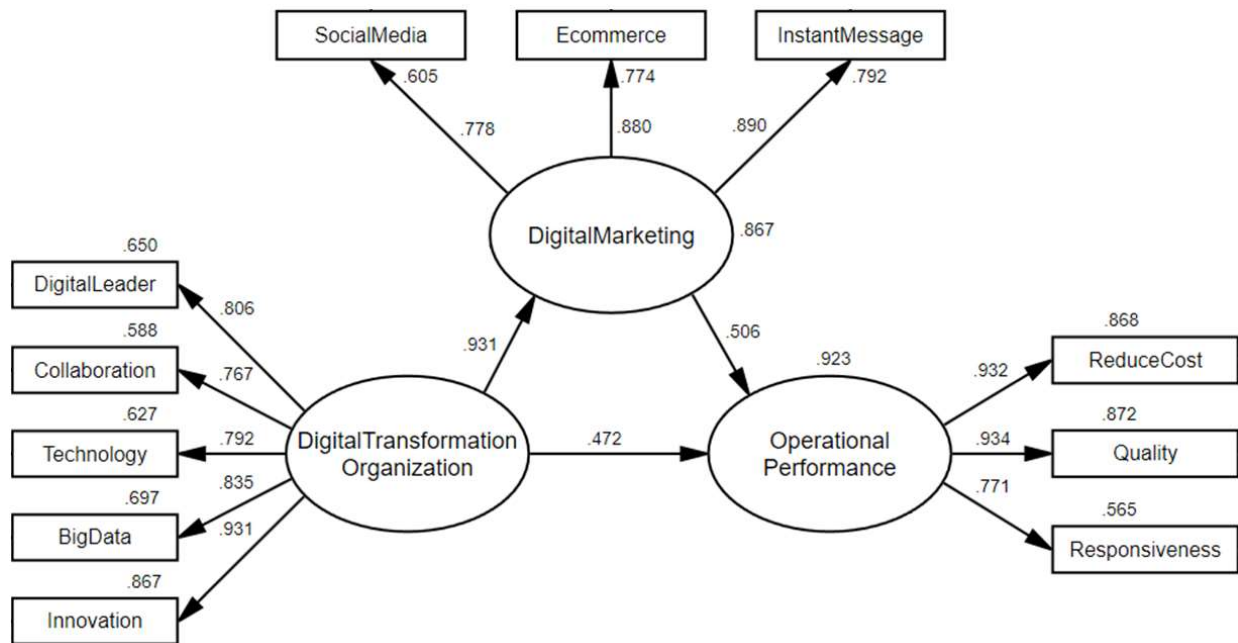 SocialMedia
Ecommerce
InstantMessage
.605
.774
.792
.778
.880
.890
DigitalMarketing
.867
.650
DigitalLeader
.806
.588
Collaboration
.767
.627
Technology
.792
.697
BigData
.835
.867
Innovation
.931
DigitalTransformation
Organization
.931
.506
.472
.923
Operational
Performance
.932
.868
ReduceCost
.934
.872
Quality
.771
.565
Responsiveness